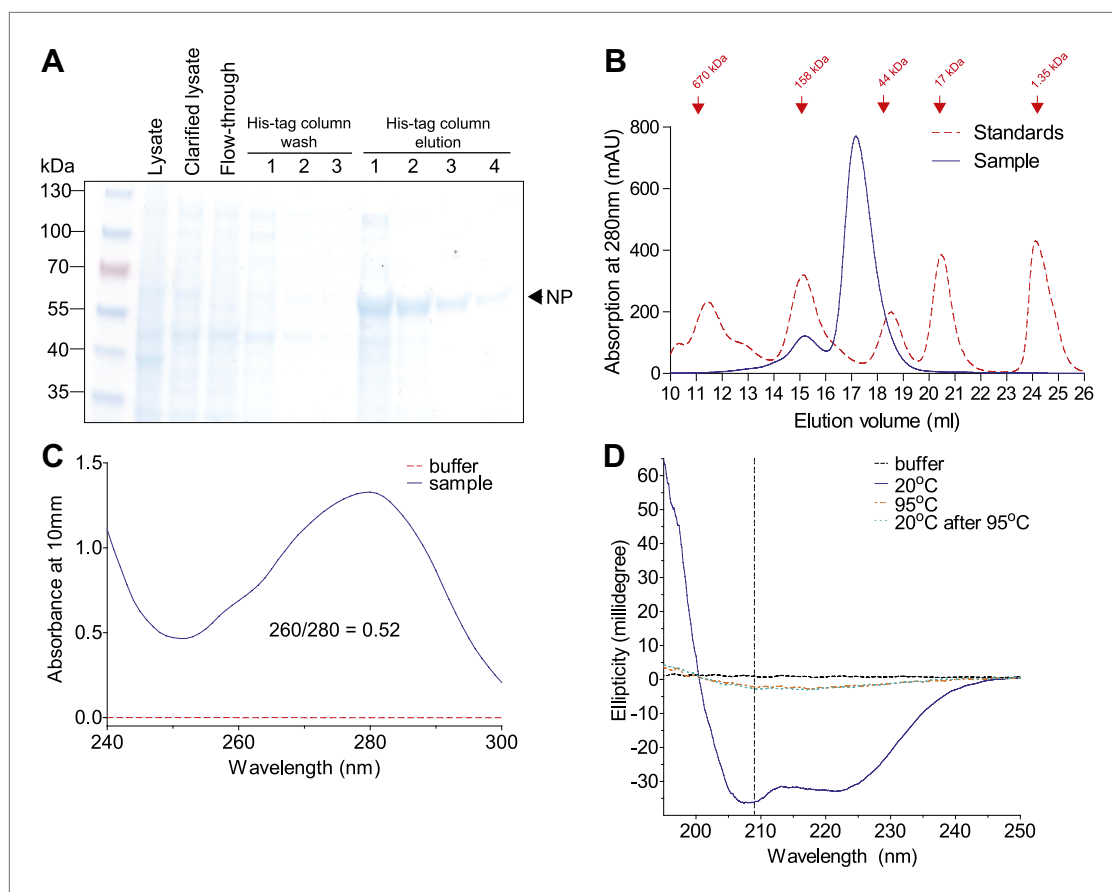 A
Lysate
Clarified lysate
Flow-through
His-tag column
wash
His-tag column
elution
kDa
1 2 3 1 2 3 4
130
100
70
55
40
35
NP
B
670 kDa
158 kDa
44 kDa
17 kDa
1.35 kDa
Standards
Sample
Absorption at 280nm (mAU)
800
600
400
200
0
10 11 12 13 14 15 16 17 18 19 20 21 22 23 24 25 26
Elution volume (ml)
C
buffer
sample
Absorbance at 10mm
1.5
1.0
0.5
0.0
260/280 = 0.52
240 260 280 300
Wavelength (nm)
D
buffer
20°C
95°C
20°C after 95°C
Ellipticity (millidegree)
60
50
40
30
20
10
0
-10
-20
-30
200 210 220 230 240 250
Wavelength (nm)